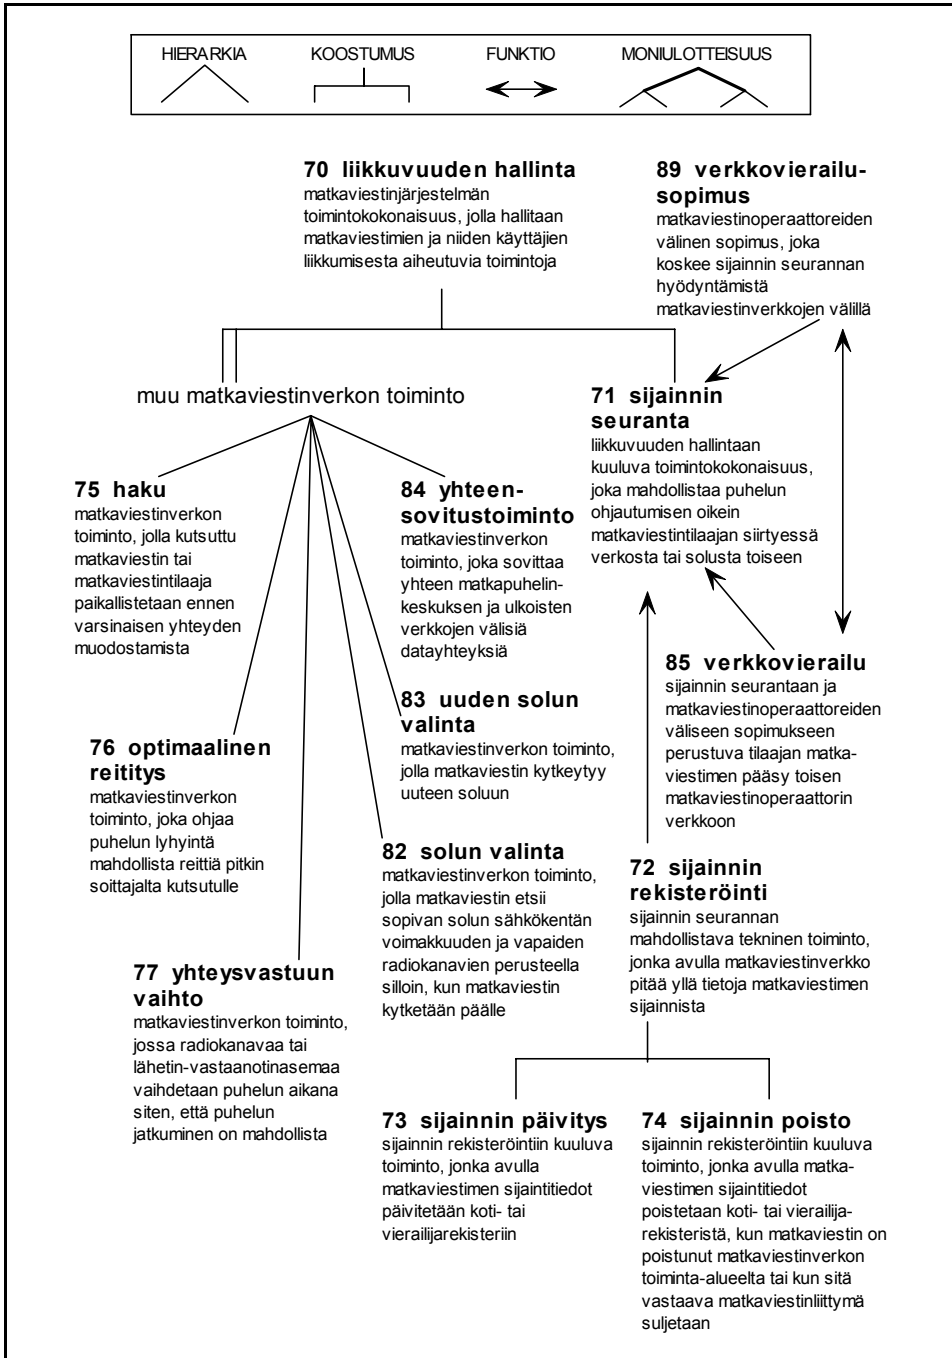 HIERARKIA KOOSTUMUS FUNKTIO MONIULOTTEISUUS
70 liikkuvuuden hallinta
matkaviestinjärjestelmän
toimintokokonaisuus, jolla hallitaan
matkaviestimien ja niiden käyttäjien
liikkumisesta aiheutuvia toimintoja
89 verkkovierailu-
sopimus
matkaviestinoperaattoreiden
välinen sopimus, joka
koskee sijainnin seurannan
hyödyntämistä
matkaviestinverkkojen välillä
muu matkaviestinverkon toiminto
71 sijainnin
seuranta
liikkuvuuden hallintaan
kuuluva toimintokokonaisuus,
joka mahdollistaa puhelun
ohjautumisen oikein
matkaviestintilaajan siirtyessä
verkosta tai solusta toiseen
75 haku
matkaviestinverkon
toiminto, jolla kutsuttu
matkaviestin tai
matkaviestintilaaja
paikallistetaan ennen
varsinaisen yhteyden
muodostamista
84 yhteen-
sovitustoiminto
matkaviestinverkon
toiminto, joka sovittaa
yhteen matkapuhelin-
keskuksen ja ulkoisten
verkkojen välisiä
datayhteyksiä
85 verkkovierailu
sijainnin seurantaan ja
matkaviestinoperaattoreiden
väliseen sopimukseen
perustuva tilaajan matka-
viestimen pääsy toisen
matkaviestinoperaattorin
verkkoon
83 uuden solun
valinta
matkaviestinverkon toiminto,
jolla matkaviestin kytkeytyy
uuteen soluun
76 optimaalinen
reititys
matkaviestinverkon
toiminto, joka ohjaa
puhelun lyhyintä
mahdollista reittiä pitkin
soittajalta kutsutulle
82 solun valinta
matkaviestinverkon toiminto,
jolla matkaviestin etsii
sopivan solun sähkökentän
voimakkuuden ja vapaiden
radiokanavien perusteella
silloin, kun matkaviestin
kytketään päälle
72 sijainnin
rekisteröinti
sijainnin seurannan
mahdollistava tekninen toiminto,
jonka avulla matkaviestinverkko
pitää yllä tietoja matkaviestimen
sijainnista
77 yhteysvastuun
vaihto
matkaviestinverkon toiminto,
jossa radiokanavaa tai
lähetin-vastaanotinasemaa
vaihdetaan puhelun aikana
siten, että puhelun
jatkuminen on mahdollista
73 sijainnin päivitys
sijainnin rekisteröintiin kuuluva
toiminto, jonka avulla
matkaviestimen sijaintitiedot
päivitetään koti- tai
vierailijarekisteriin
74 sijainnin poisto
sijainnin rekisteröintiin kuuluva
toiminto, jonka avulla matka-
viestimen sijaintitiedot
poistetaan koti- tai vierailija-
rekisteristä, kun matkaviestin on
poistunut matkaviestinverkon
toiminta-alueelta tai kun sitä
vastaava matkaviestinliittymä
suljetaan